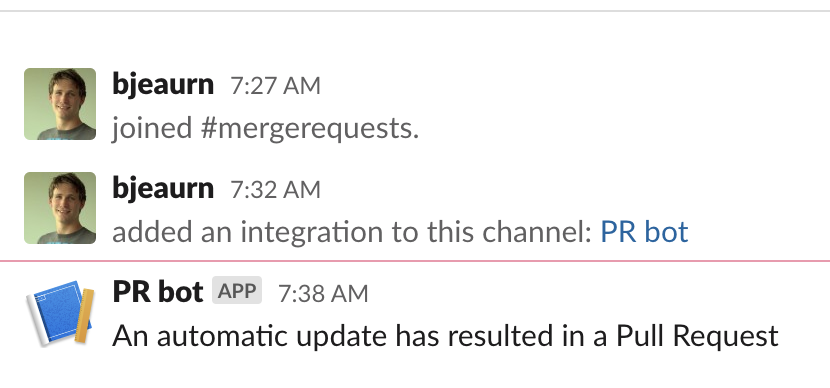 bjeaurn 7:27 AM
joined #mergerequests.
bjeaurn 7:32 AM
added an integration to this channel: PR bot
PR bot APP 7:38 AM
An automatic update has resulted in a Pull Request